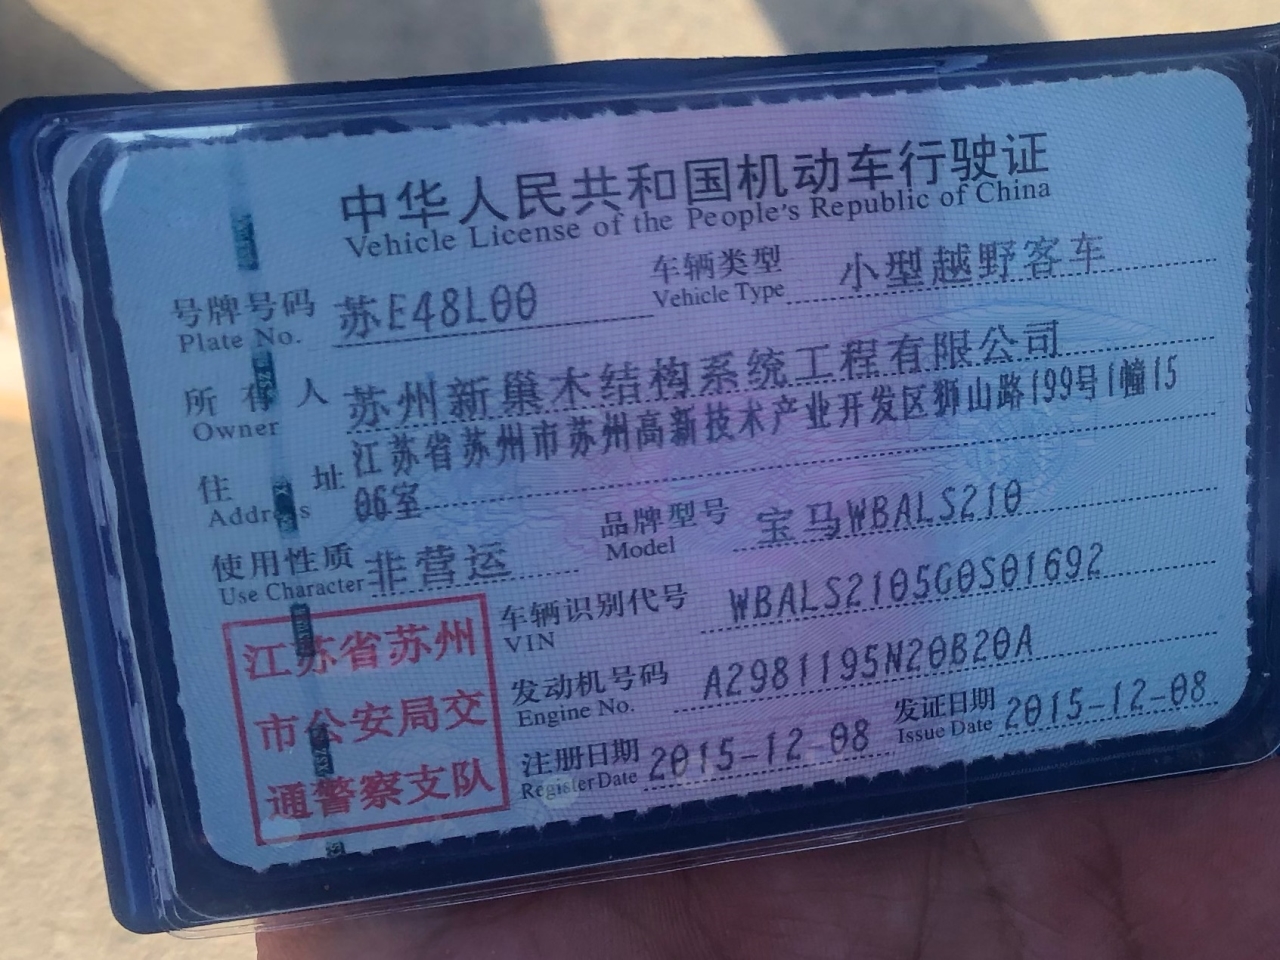 中华人民共和国机动车行驶证
Vehicle License of the People's Republic of China
号牌号码 苏E48L00 车辆类型 小型越野客车
Plate No. Vehicle Type
所有人 苏州新巢木结构系统工程有限公司
Owner
住址 江苏省苏州市苏州高新技术产业开发区狮山路199号1幢15
Address 06室
使用性质 非营运 品牌型号 宝马WBALS210
Use Character Model
车辆识别代号 WBALS2105G0S01692
VIN
发动机号码 A2981195N20B20A
Engine No.
注册日期 2015-12-08 发证日期 2015-12-08
Register Date Issue Date
江苏省苏州
市公安局交
通警察支队